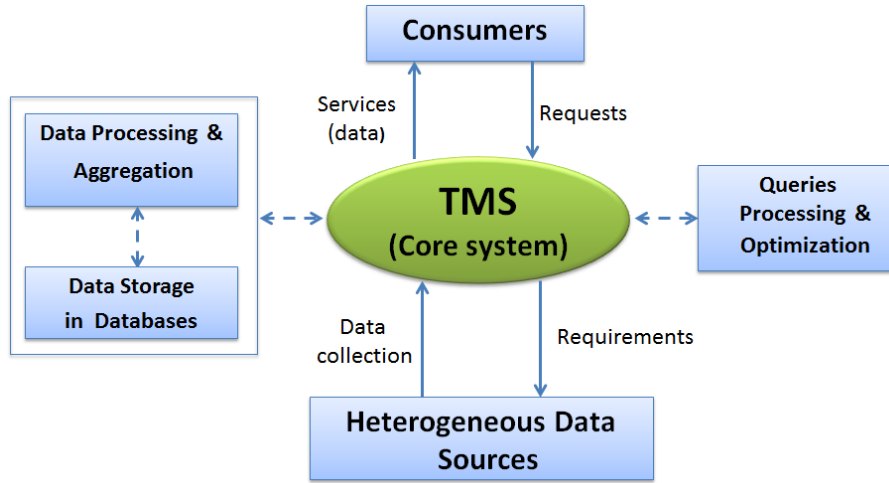 Consumers
Services
(data)
Requests
Data Processing &
Aggregation
TMS
(Core system)
Queries
Processing &
Optimization
Data Storage
in Databases
Data
collection
Requirements
Heterogeneous Data
Sources